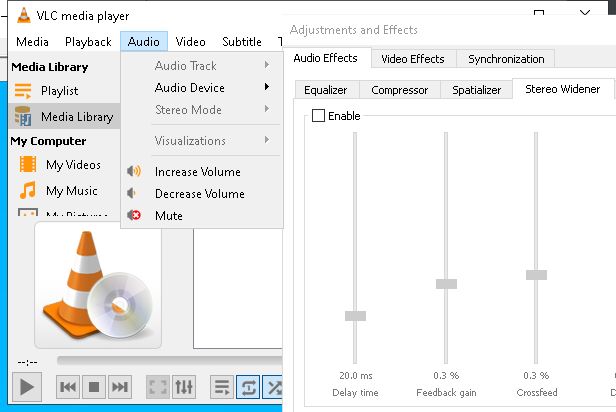 VLC media player
Media Playback Audio Video Subtitle T
Media Library
Playlist
Media Library
My Computer
My Videos
My Music
My Pictures
Audio Track
Audio Device
Stereo Mode
Visualizations
Increase Volume
Decrease Volume
Mute
--:--
Adjustments and Effects
Audio Effects Video Effects Synchronization
Equalizer Compressor Spatializer Stereo Widener
Enable
20.0 ms 0.3 % 0.3 %
Delay time Feedback gain Crossfeed D